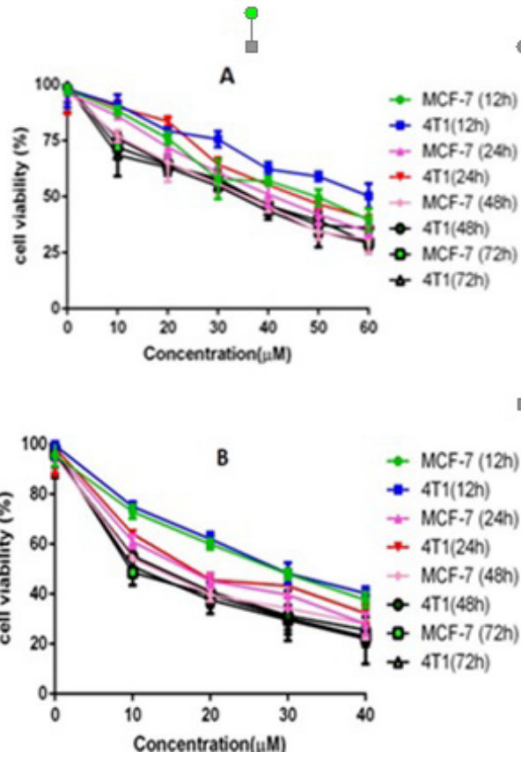 A
100
75
50
25
0
cell viability (%)
0 10 20 30 40 50 60
Concentration(µM)
MCF-7 (12h)
4T1(12h)
MCF-7 (24h)
4T1(24h)
MCF-7 (48h)
4T1(48h)
MCF-7 (72h)
4T1(72h)
B
100
80
60
40
20
0
cell viability (%)
0 10 20 30 40
Concentration(µM)
MCF-7 (12h)
4T1(12h)
MCF-7 (24h)
4T1(24h)
MCF-7 (48h)
4T1(48h)
MCF-7 (72h)
4T1(72h)